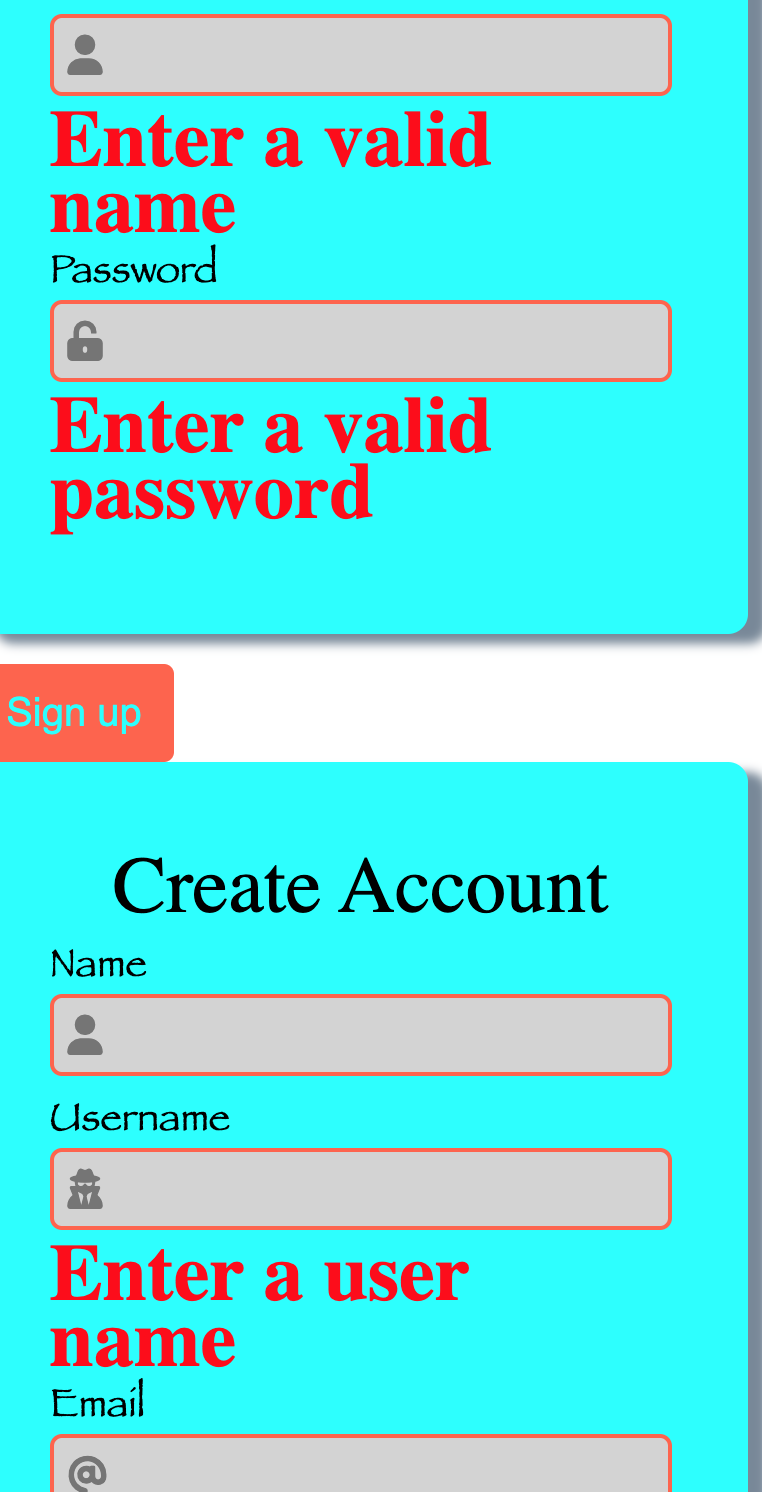 Enter a valid
name
Password
Enter a valid
password
Sign up
Create Account
Name
Username
Enter a user
name
Email
@